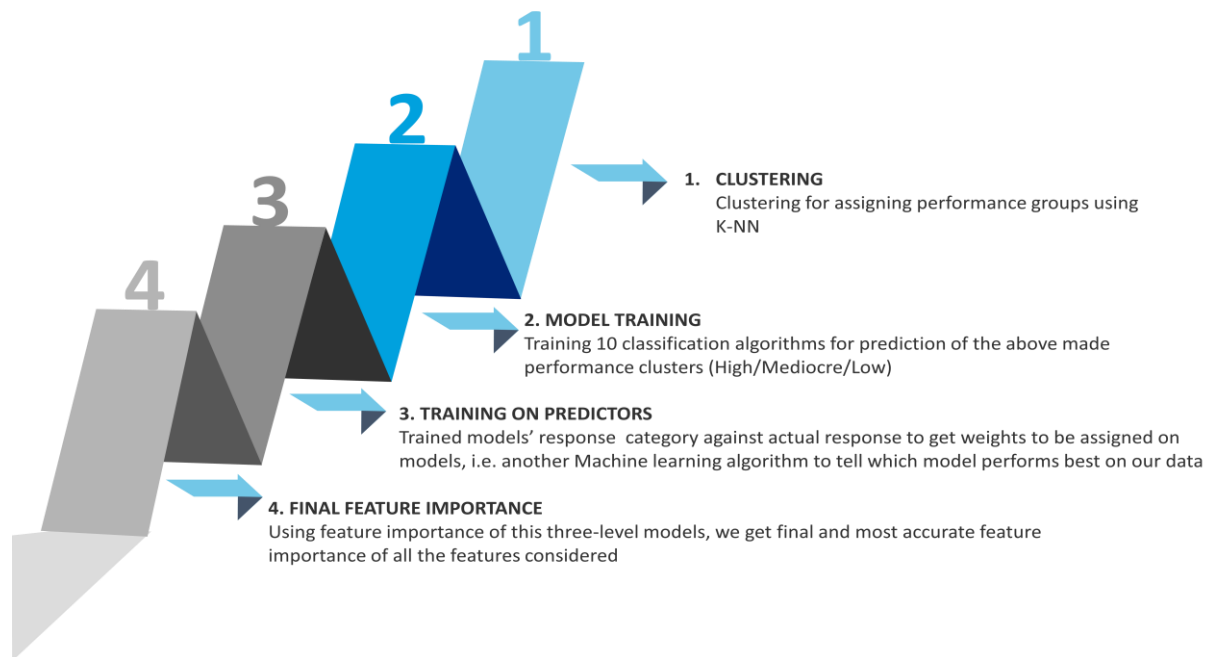 1
2
3
4
1. CLUSTERING
Clustering for assigning performance groups using
K-NN
2. MODEL TRAINING
Training 10 classification algorithms for prediction of the above made
performance clusters (High/Mediocre/Low)
3. TRAINING ON PREDICTORS
Trained models’ response category against actual response to get weights to be assigned on
models, i.e. another Machine learning algorithm to tell which model performs best on our data
4. FINAL FEATURE IMPORTANCE
Using feature importance of this three-level models, we get final and most accurate feature
importance of all the features considered